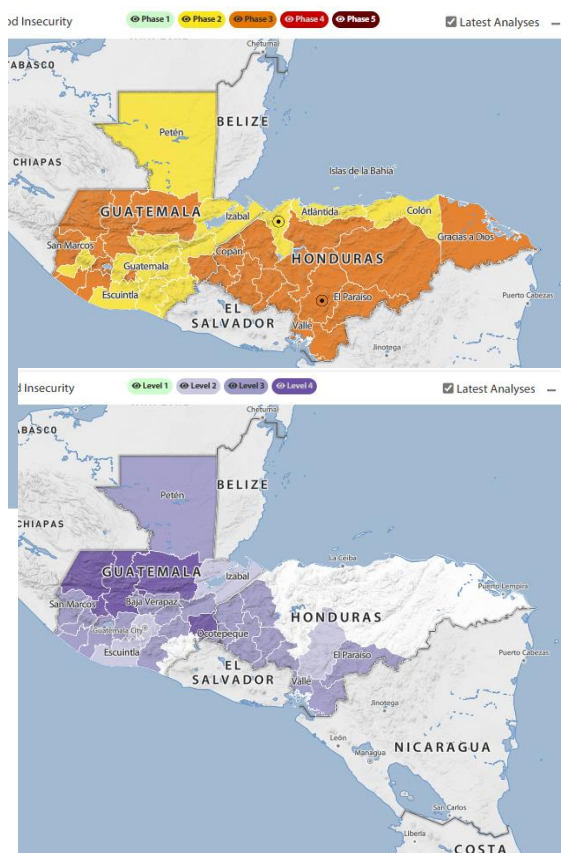 od Insecurity
Phase 1
Phase 2
Phase 3
Phase 4
Phase 5
Latest Analyses
Chetumal
TABASCO
BELIZE
Petén
CHIAPAS
Islas de la Bahía
GUATEMALA
Izabal
Atlántida
Colón
San Marcos
Gracias a Dios
Copán
HONDURAS
Guatemala
Escuintla
EL
SALVADOR
El Paraíso
Valle
Puerto Cabezas
Jinotega
d Insecurity
Level 1
Level 2
Level 3
Level 4
Latest Analyses
Chetumal
BASCO
BELIZE
Petén
CHIAPAS
La Ceiba
GUATEMALA
Izabal
Puerto Lempira
San Marcos
Baja Verapaz
HONDURAS
Guatemala City
Ocotepeque
Escuintla
EL
SALVADOR
El Paraíso
Valle
Puerto Cabezas
Jinotega
León
NICARAGUA
Managua
San Carlos
Liberia
COSTA